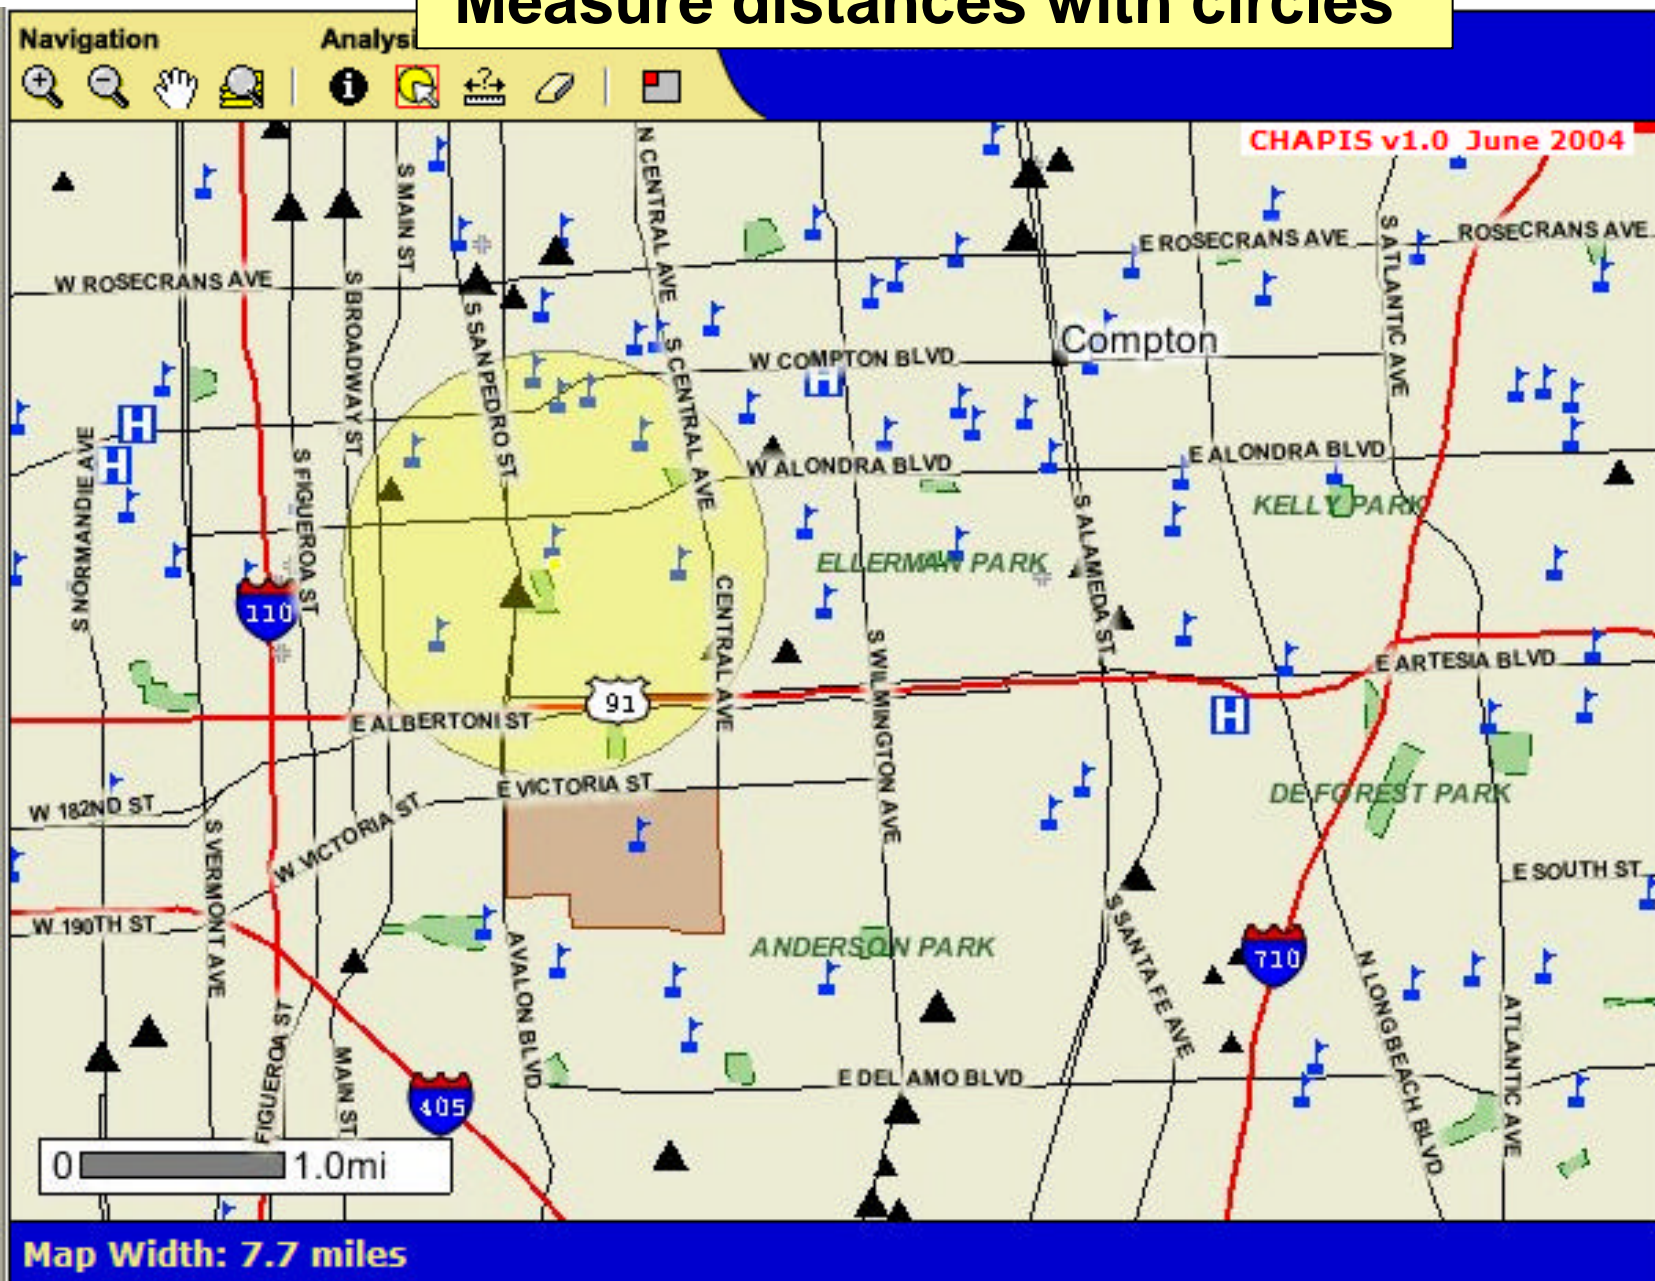 Measure distances with circles
Navigation
Analysi
CHAPIS v1.0 June 2004
N CENTRAL AVE
S MAIN ST
S ATLANTIC AVE
E ROSECRANS AVE
ROSECRANS AVE
W ROSECRANS AVE
S BROADWAY ST
S SAN PEDRO ST
S CENTRAL AVE
W COMPTON BLVD
Compton
H
H
H
S NORMANDIE AVE
S FIGUEROA ST
W ALONDRA BLVD
E ALONDRA BLVD
KELLY PARK
S ALAMEDA ST
ELLERMAN PARK
110
CENTRAL AVE
S WILMINGTON AVE
E ARTESIA BLVD
91
E ALBERTONI ST
H
E VICTORIA ST
DE FOREST PARK
W 182ND ST
W VICTORIA ST
S VERMONT AVE
E SOUTH ST
W 190TH ST
S SANTA FE AVE
AVALON BLVD
ANDERSON PARK
710
N LONG BEACH BLVD
ATLANTIC AVE
FIGUEROA ST
MAIN ST
E DEL AMO BLVD
405
0 1.0mi
Map Width: 7.7 miles